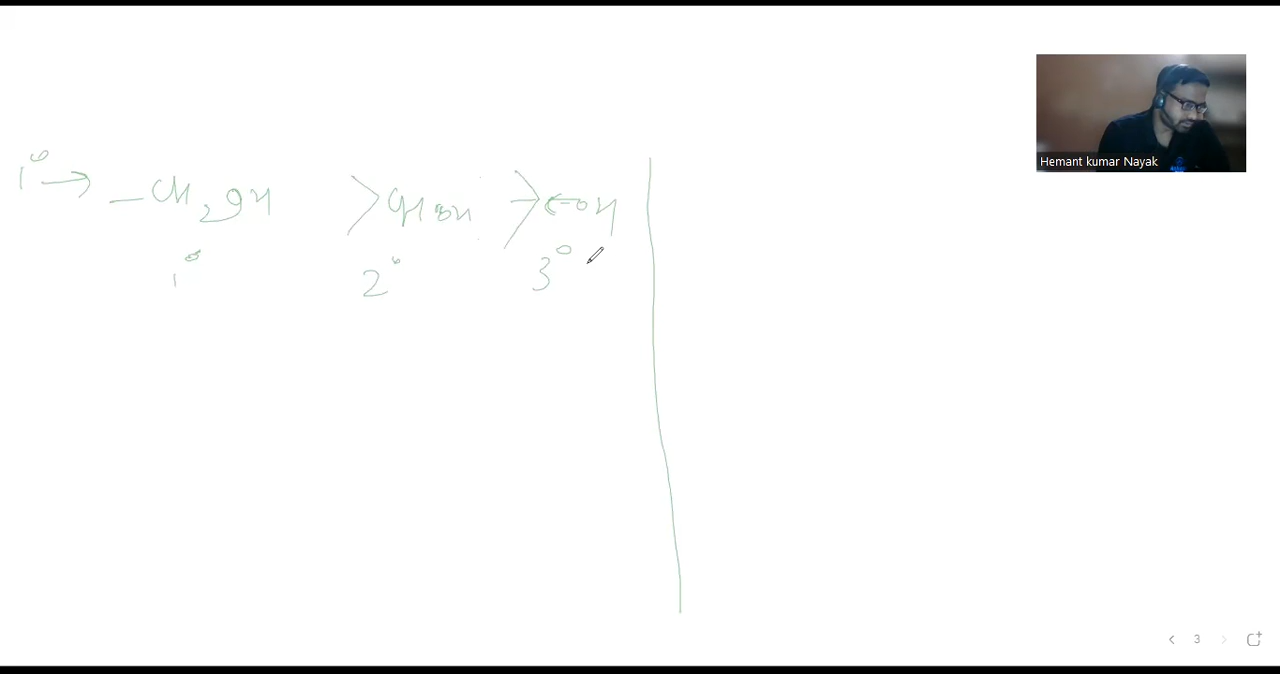 1° → –CH2OH >CHOH >C–OH
1° 2° 3°
Hemant kumar Nayak
3